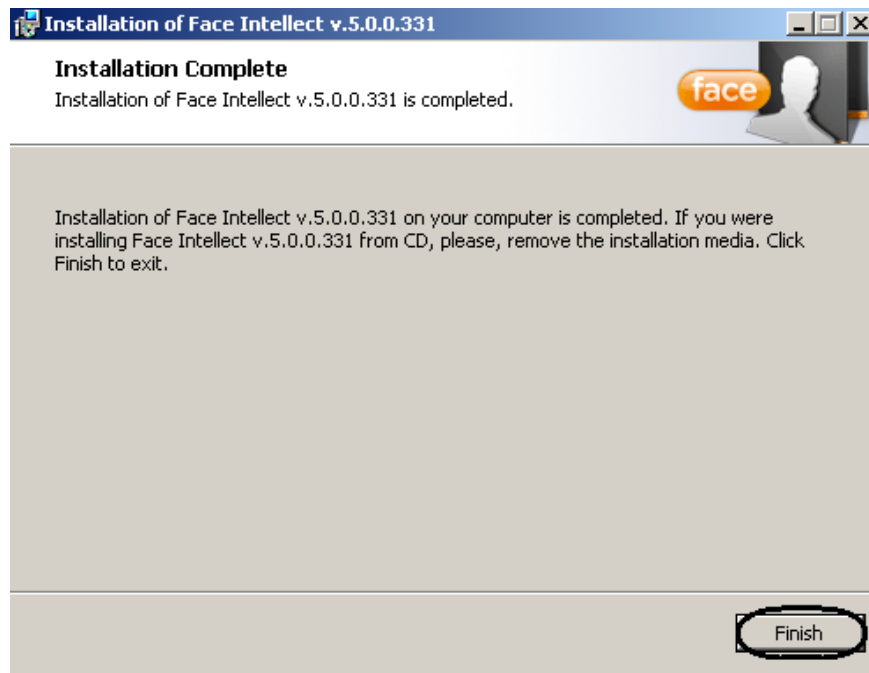 Installation of Face Intellect v.5.0.0.331
Installation Complete
Installation of Face Intellect v.5.0.0.331 is completed.
face
Installation of Face Intellect v.5.0.0.331 on your computer is completed. If you were
installing Face Intellect v.5.0.0.331 from CD, please, remove the installation media. Click
Finish to exit.
Finish